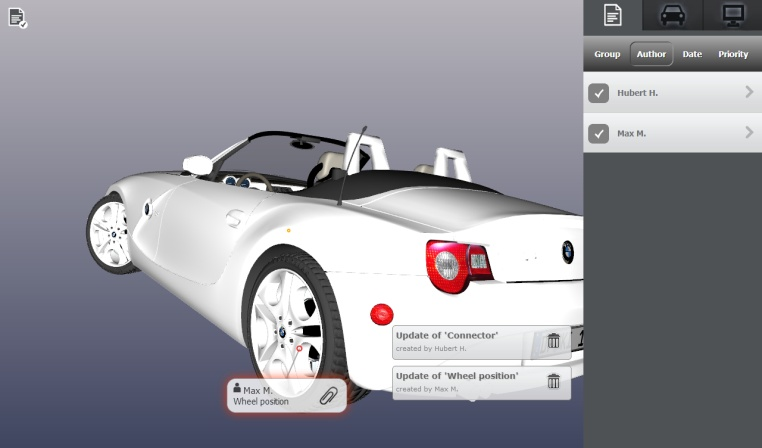 Group Author Date Priority
Hubert H.
Max M.
Update of 'Connector'
created by Hubert H.
Update of 'Wheel position'
created by Max M.
Max M.
Wheel position